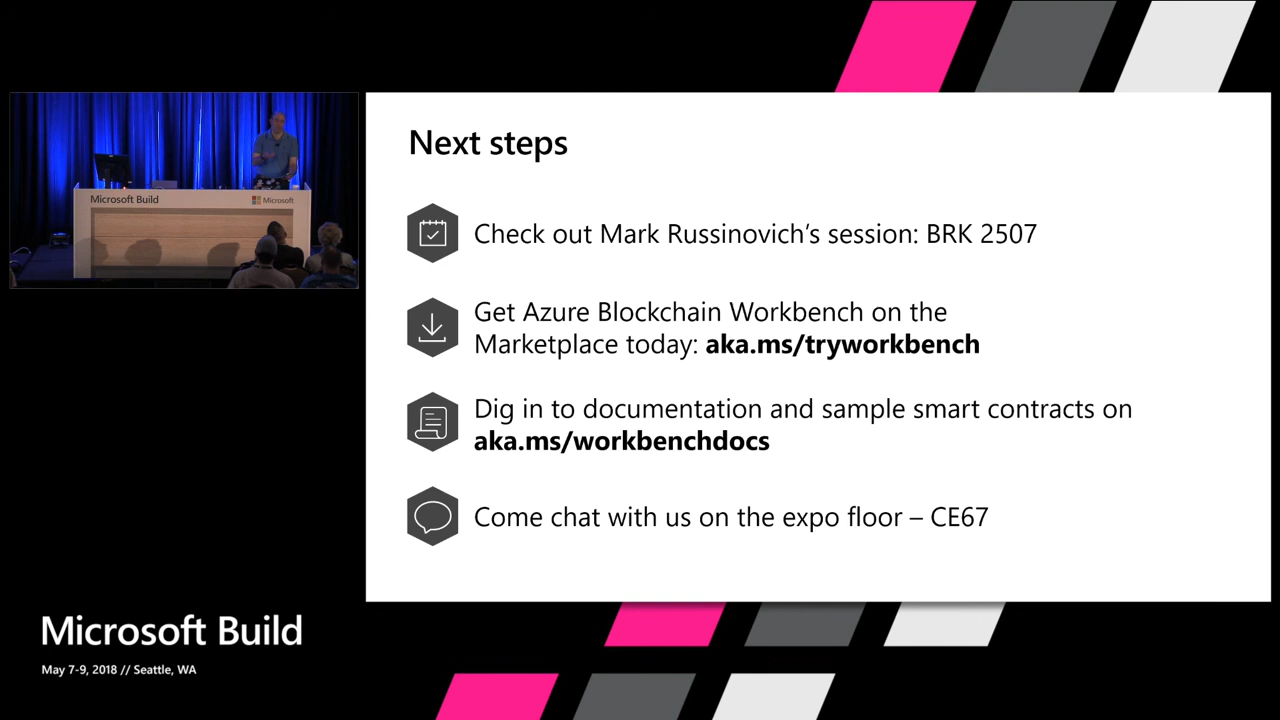 Microsoft Build
Microsoft
Next steps
Check out Mark Russinovich’s session: BRK 2507
Get Azure Blockchain Workbench on the
Marketplace today: aka.ms/tryworkbench
Dig in to documentation and sample smart contracts on
aka.ms/workbenchdocs
Come chat with us on the expo floor – CE67
Microsoft Build
May 7-9, 2018 // Seattle, WA